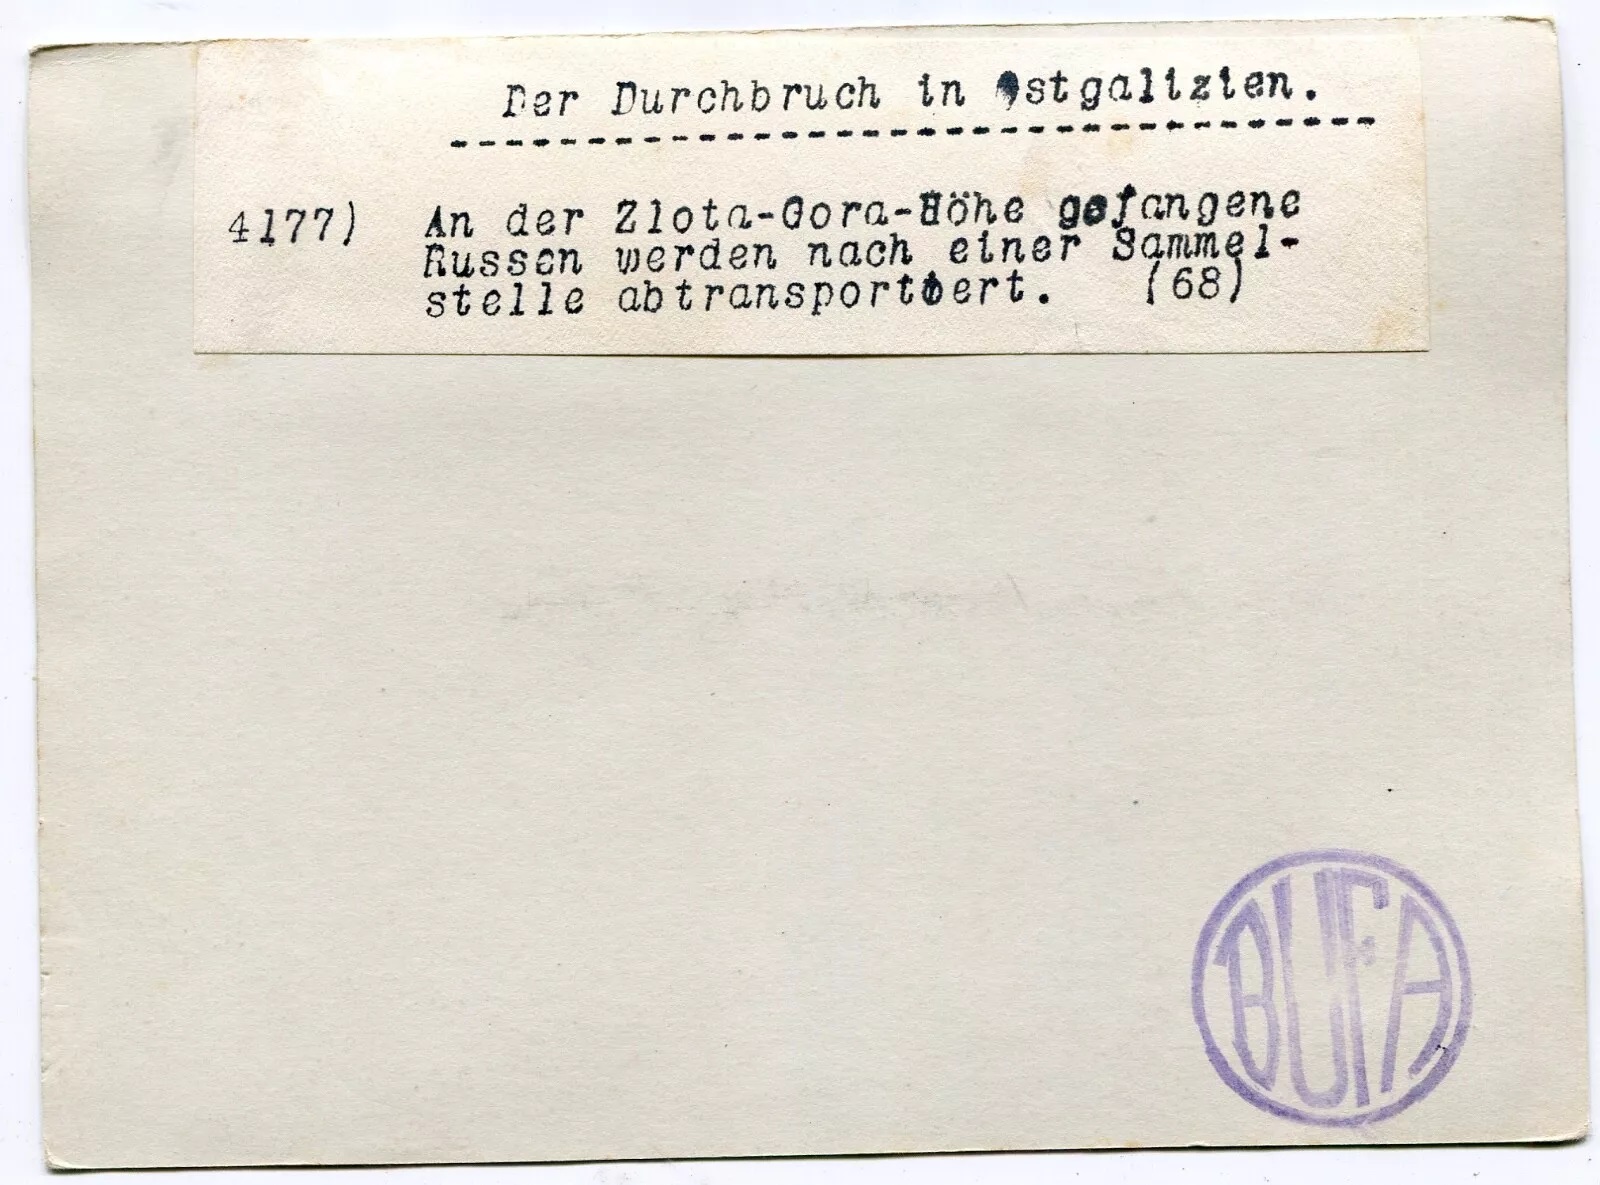 Der Durchbruch in Ostgalizien.
4177) An der Zlota-Gora-Höhe gefangene
Russen werden nach einer Sammel-
stelle abtransportiert. (68)
BUFA